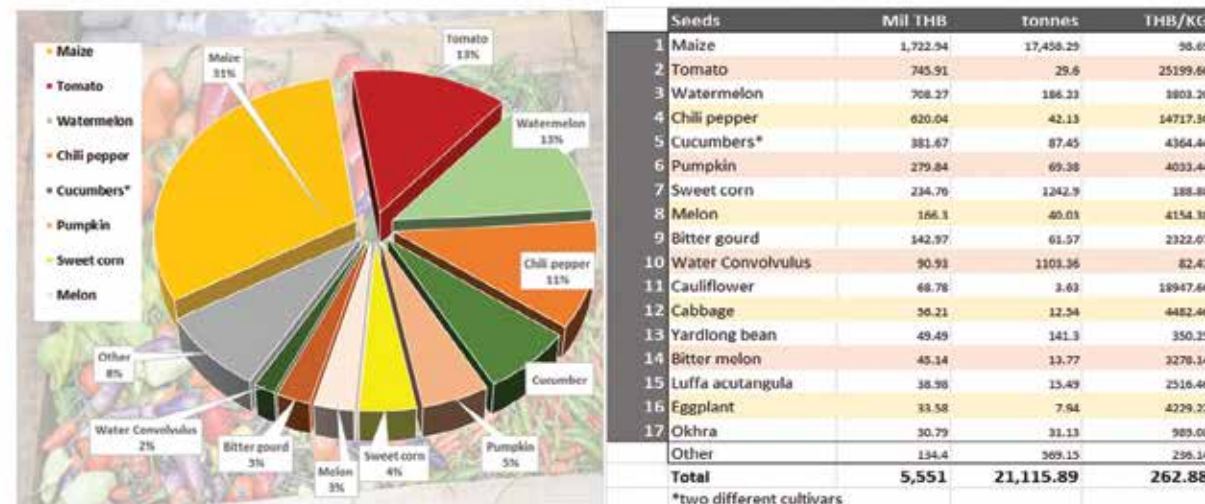 Maize
Tomato
Watermelon
Chili pepper
Cucumbers*
Pumpkin
Sweet corn
Melon
Maize
31%
Tomato
13%
Watermelon
13%
Chili pepper
11%
Cucumber
Pumpkin
5%
Sweet corn
4%
Melon
3%
Bitter gourd
3%
Water Convolvulus
2%
Other
8%
Seeds Mil THB tonnes THB/KG
1 Maize 1,722.94 17,458.29 98.69
2 Tomato 745.91 29.6 25199.66
3 Watermelon 708.27 186.23 3803.20
4 Chili pepper 620.04 42.13 14717.30
5 Cucumbers* 381.67 87.45 4364.44
6 Pumpkin 279.84 69.38 4033.44
7 Sweet corn 234.76 1242.9 188.88
8 Melon 166.3 40.03 4154.38
9 Bitter gourd 142.97 61.57 2322.07
10 Water Convolvulus 90.93 1103.36 82.41
11 Cauliflower 68.78 3.63 18947.66
12 Cabbage 56.21 12.54 4482.46
13 Yardlong bean 49.49 141.3 350.25
14 Bitter melon 45.14 13.77 3278.14
15 Luffa acutangula 38.98 15.49 2516.46
16 Eggplant 33.58 7.94 4229.22
17 Okhra 30.79 31.13 989.08
Other 134.4 569.15 236.14
Total 5,551 21,115.89 262.88
*two different cultivars